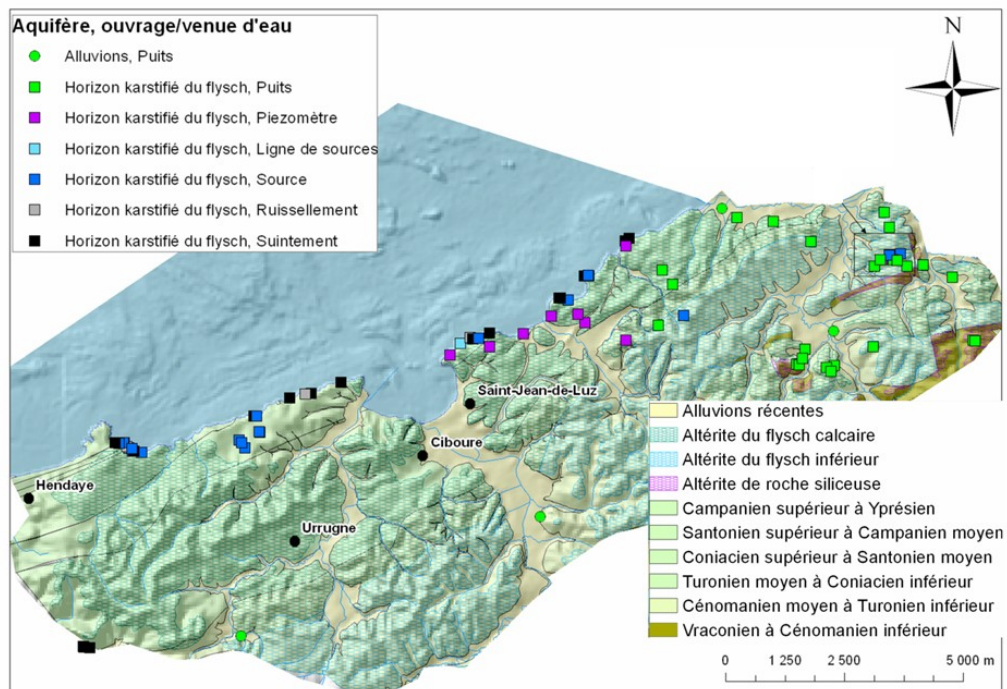 Aquifère, ouvrage/venue d'eau
Alluvions, Puits
Horizon karstifié du flysch, Puits
Horizon karstifié du flysch, Piezomètre
Horizon karstifié du flysch, Ligne de sources
Horizon karstifié du flysch, Source
Horizon karstifié du flysch, Ruissellement
Horizon karstifié du flysch, Suintement
N
Saint-Jean-de-Luz
Ciboure
Hendaye
Urrugne
Alluvions récentes
Altérite du flysch calcaire
Altérite du flysch inférieur
Altérite de roche siliceuse
Campanien supérieur à Yprésien
Santonien supérieur à Campanien moyen
Coniacien supérieur à Santonien moyen
Turonien moyen à Coniacien inférieur
Cénomanien moyen à Turonien inférieur
Vraconien à Cénomanien inférieur
0 1 250 2 500 5 000 m